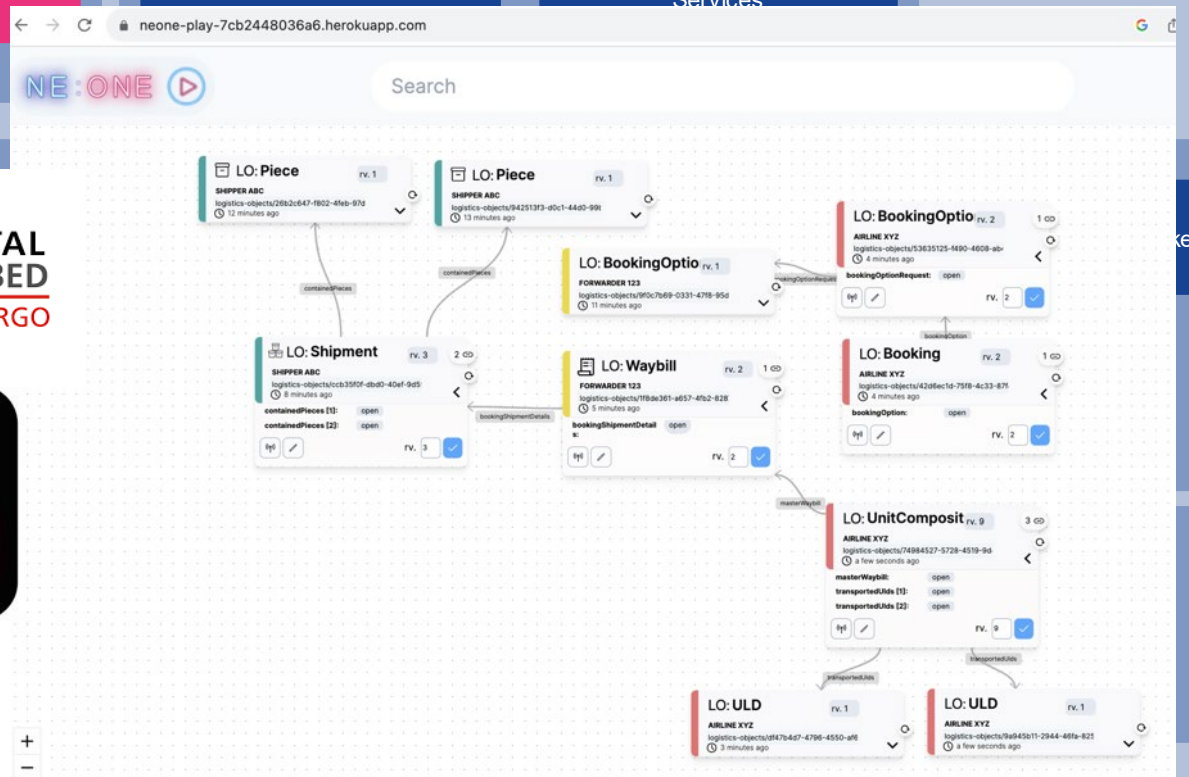 Services
neone-play-7cb2448036a6.herokuapp.com
NE:ONE
Search
LO: Piece
rv. 1
SHIPPER ABC
logistics-objects/26b2c647-f802-4feb-97d
12 minutes ago
LO: Piece
rv. 1
SHIPPER ABC
logistics-objects/942513f3-d0c1-44d0-991
13 minutes ago
LO: BookingOptio
rv. 2
1
AIRLINE XYZ
logistics-objects/53635125-f490-4608-ab
4 minutes ago
bookingOptionRequest: open
rv. 2
TAL
BED
RGO
containedPieces
containedPieces
LO: BookingOptio
rv. 1
FORWARDER 123
logistics-objects/9f0c7b69-0331-47f8-95d
11 minutes ago
bookingOptionRequest
bookingOption
LO: Shipment
rv. 3
2
SHIPPER ABC
logistics-objects/ccb35f0f-dbd0-40ef-9d5
8 minutes ago
containedPieces [1]: open
containedPieces [2]: open
rv. 3
bookingShipmentDetails
LO: Waybill
rv. 2
1
FORWARDER 123
logistics-objects/1f8de361-a657-4fb2-828
5 minutes ago
bookingShipmentDetail open
s:
rv. 2
LO: Booking
rv. 2
1
AIRLINE XYZ
logistics-objects/42d6ec1d-75f8-4c33-87f
4 minutes ago
bookingOption: open
rv. 2
masterWaybill
LO: UnitComposit
rv. 9
3
AIRLINE XYZ
logistics-objects/74984527-5728-4519-9d
a few seconds ago
masterWaybill: open
transportedUlds [1]: open
transportedUlds [2]: open
rv. 9
transportedUlds
transportedUlds
LO: ULD
rv. 1
AIRLINE XYZ
logistics-objects/df47b4d7-4796-4550-af6
3 minutes ago
LO: ULD
rv. 1
AIRLINE XYZ
logistics-objects/9a945b11-2944-46fa-825
a few seconds ago